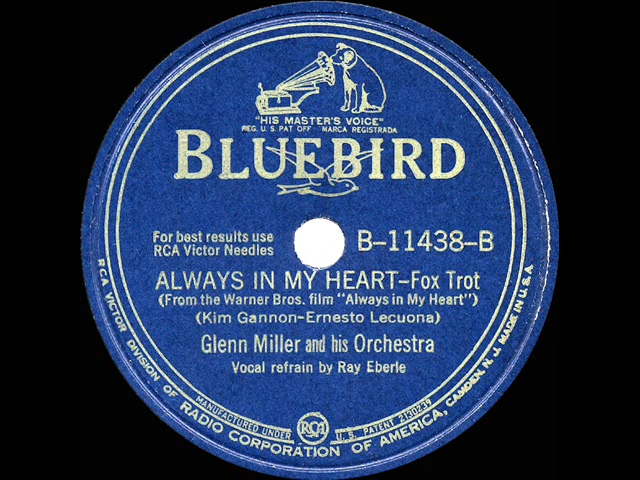 "HIS MASTER'S VOICE"
REG. U.S. PAT OFF MARCA REGISTRADA
BLUEBIRD
For best results use
RCA Victor Needles
B-11438-B
ALWAYS IN MY HEART-Fox Trot
(From the Warner Bros. film "Always in My Heart")
(Kim Gannon-Ernesto Lecuona)
Glenn Miller and his Orchestra
Vocal refrain by Ray Eberle
MANUFACTURED UNDER RCA U.S. PATENT 2130239
RCA VICTOR DIVISION OF RADIO CORPORATION OF AMERICA, CAMDEN, N. J. MADE IN U.S.A.